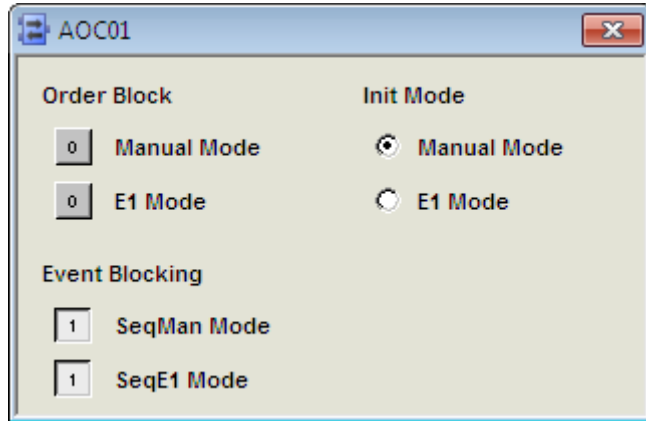 AOC01
Order Block Init Mode
0 Manual Mode Manual Mode
0 E1 Mode E1 Mode
Event Blocking
1 SeqMan Mode
1 SeqE1 Mode